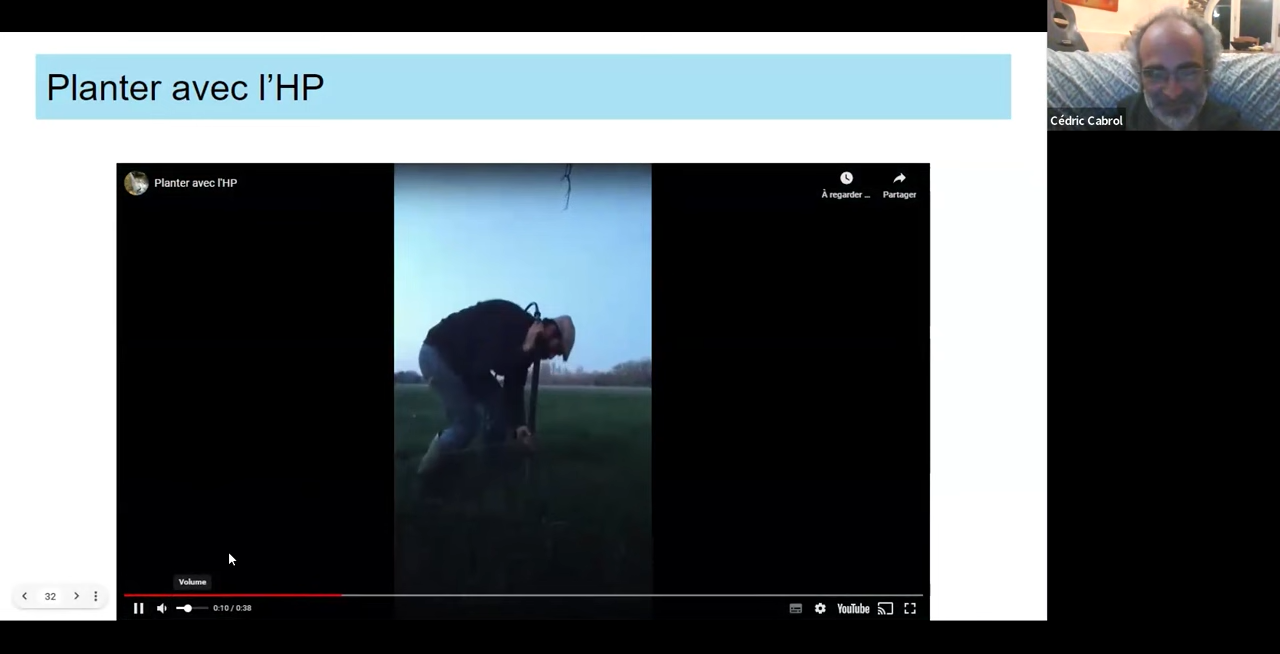 Planter avec l’HP
Cédric Cabrol
Planter avec l'HP
À regarder ...
Partager
Volume
32
0:10 / 0:38
YouTube